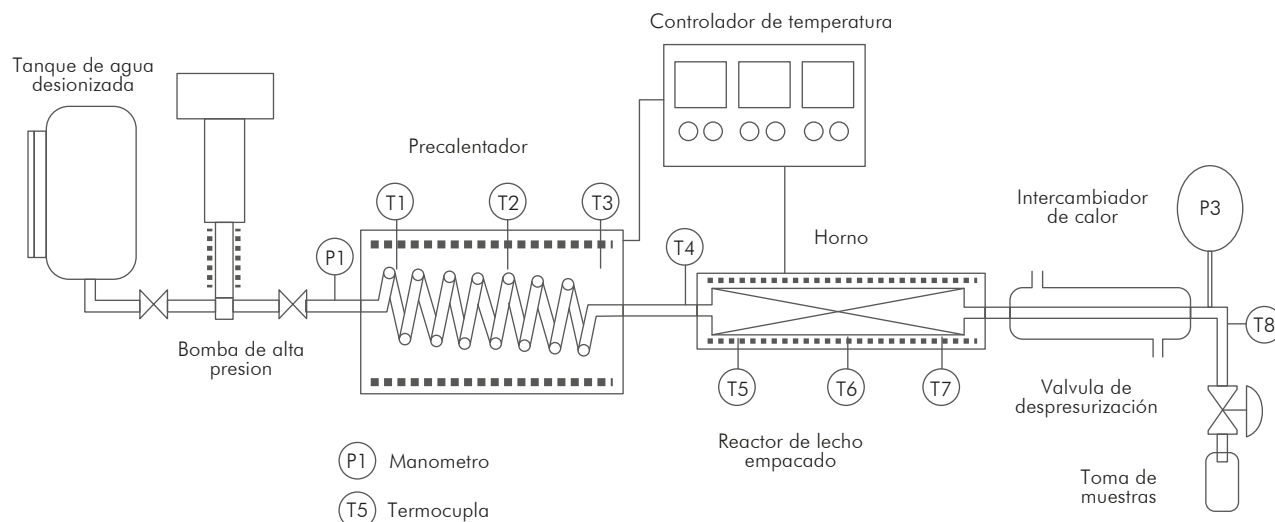 Controlador de temperatura
Tanque de agua
desionizada
Precalentador
T1
T2
T3
P1
T4
Horno
Intercambiador
de calor
P3
T8
Bomba de alta
presion
T5
T6
T7
Valvula de
despresurización
Reactor de lecho
empacado
P1 Manometro
T5 Termocupla
Toma de
muestras